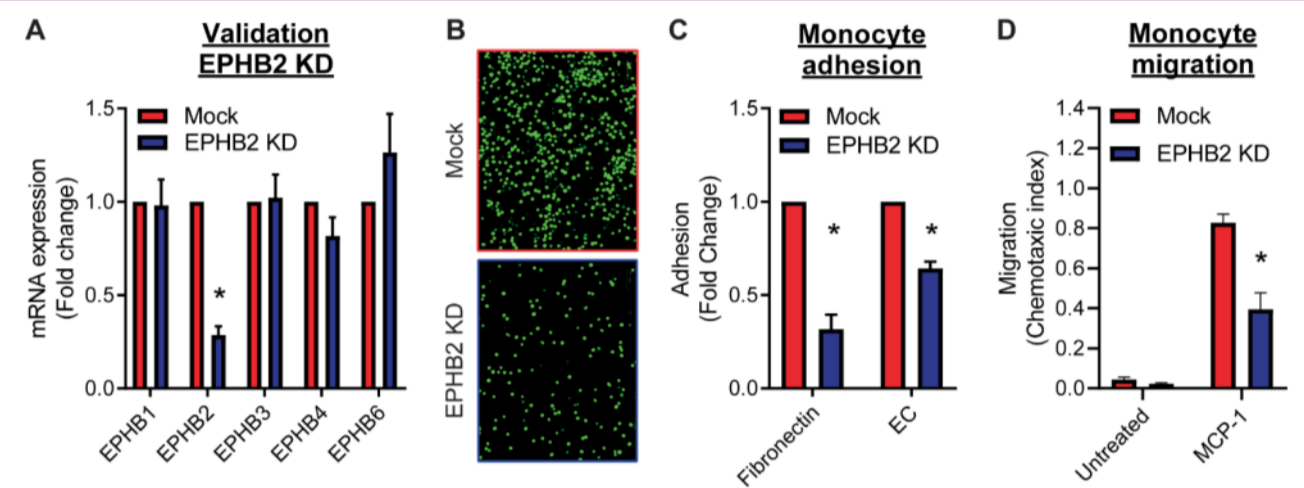 A
Validation
EPHB2 KD
1.5
1.0
0.5
0.0
mRNA expression
(Fold change)
Mock
EPHB2 KD
*
EPHB1
EPHB2
EPHB3
EPHB4
EPHB6
B
Mock
EPHB2 KD
C
Monocyte
adhesion
1.5
1.0
0.5
0.0
Adhesion
(Fold Change)
Mock
EPHB2 KD
*
*
Fibronectin
EC
D
Monocyte
migration
1.4
1.2
1.0
0.8
0.6
0.4
0.2
0.0
Migration
(Chemotaxic index)
Mock
EPHB2 KD
*
Untreated
MCP-1